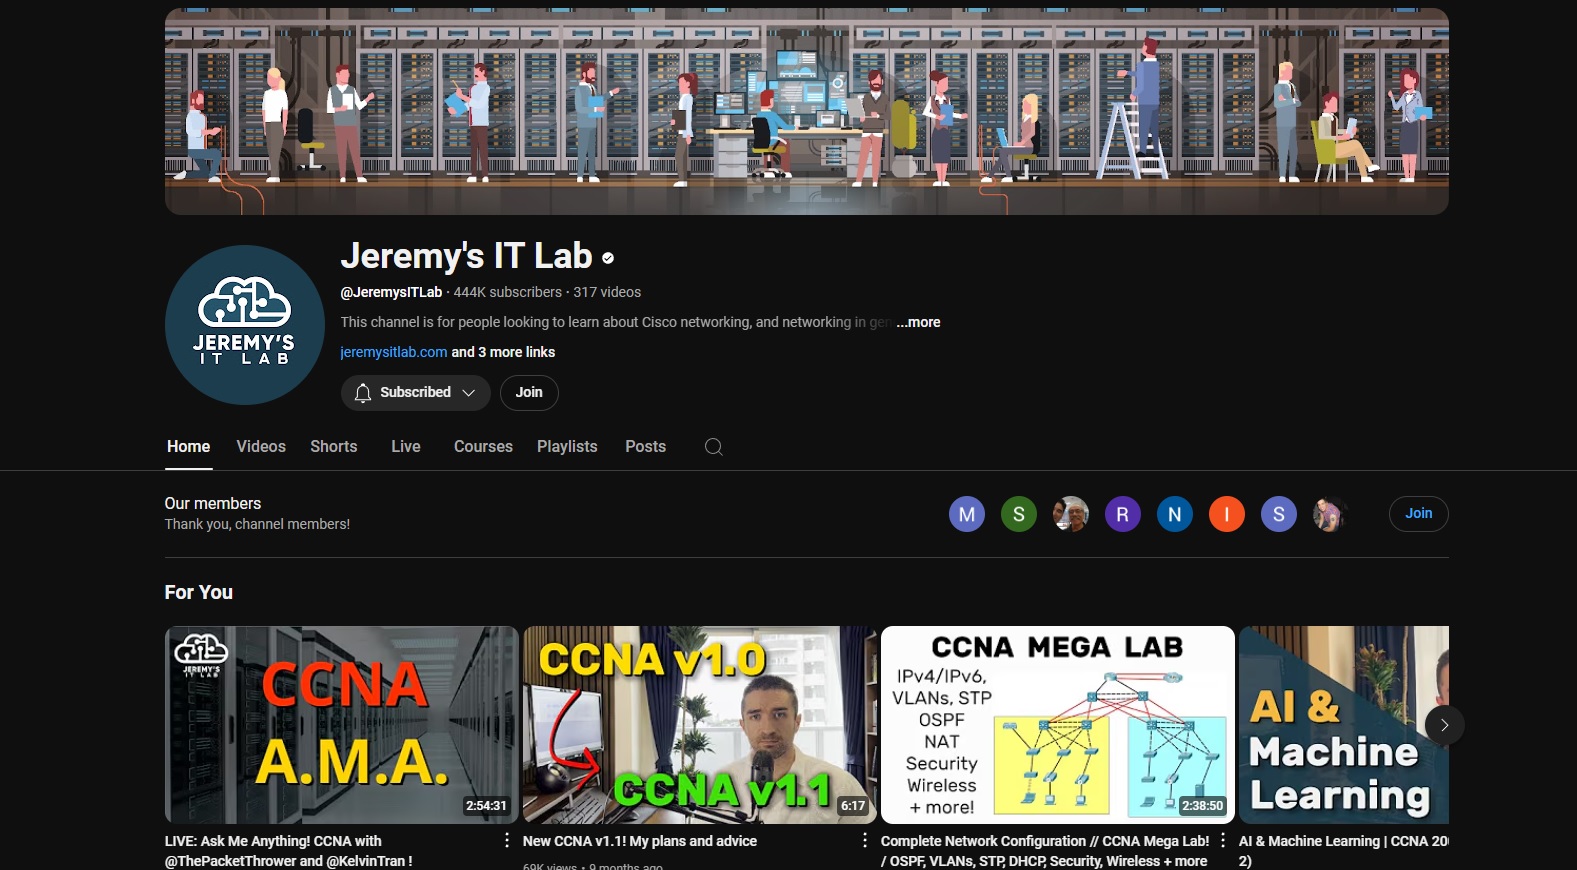 Jeremy's IT Lab
@JeremysITLab · 444K subscribers · 317 videos
This channel is for people looking to learn about Cisco networking, and networking in ...more
jeremysitlab.com and 3 more links
Subscribed
Join
JEREMY'S
IT LAB
Home Videos Shorts Live Courses Playlists Posts
Our members
Thank you, channel members!
M S R N I S
Join
For You
JEREMY'S
IT LAB
CCNA
A.M.A.
2:54:31
CCNA v1.0
CCNA v1.1
6:17
CCNA MEGA LAB
IPv4/IPv6,
VLANs, STP
OSPF
NAT
Security
Wireless
+ more!
2:38:50
AI &
Machine
Learning
LIVE: Ask Me Anything! CCNA with
@ThePacketThrower and @KelvinTran !
New CCNA v1.1! My plans and advice
69K views • 9 months ago
Complete Network Configuration // CCNA Mega Lab!
/ OSPF, VLANs, STP, DHCP, Security, Wireless + more
AI & Machine Learning | CCNA 20
2)